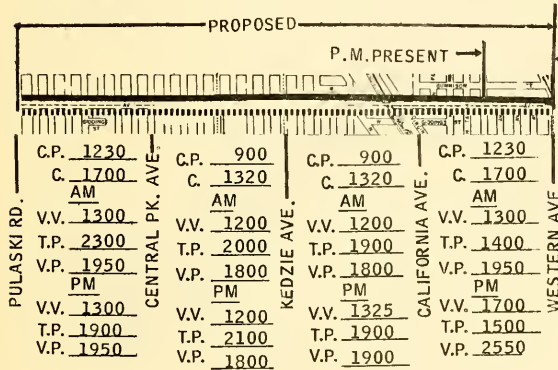 PROPOSED
P.M. PRESENT
PULASKI RD.
C.P. 1230
C. 1700
AM
V.V. 1300
T.P. 2300
V.P. 1950
PM
V.V. 1300
T.P. 1900
V.P. 1950
CENTRAL PK. AVE.
C.P. 900
C. 1320
AM
V.V. 1200
T.P. 2000
V.P. 1800
PM
V.V. 1200
T.P. 2100
V.P. 1800
KEDZIE AVE.
C.P. 900
C. 1320
AM
V.V. 1200
T.P. 1900
V.P. 1800
PM
V.V. 1325
T.P. 1900
V.P. 1900
CALIFORNIA AVE.
C.P. 1230
C. 1700
AM
V.V. 1300
T.P. 1400
V.P. 1950
PM
V.V. 1700
T.P. 1500
V.P. 2550
WESTERN AVE